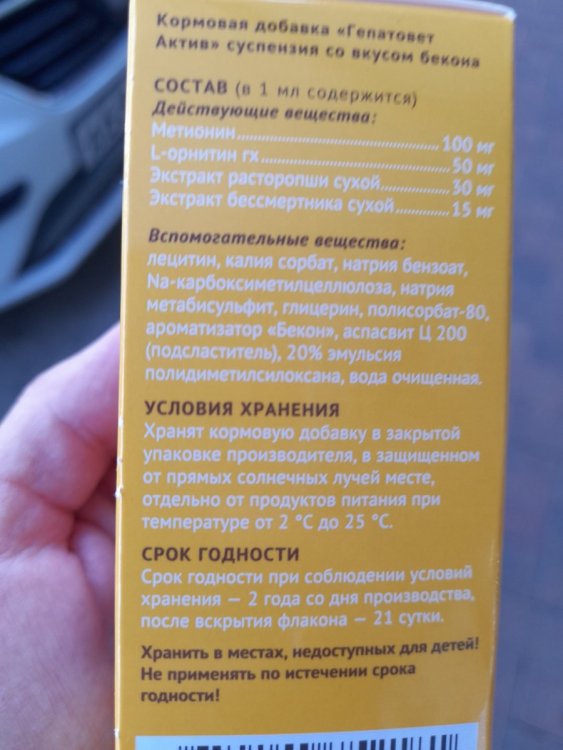 Кормовая добавка «Гепатовет
Актив» суспензия со вкусом бекона
СОСТАВ (в 1 мл содержится)
Действующие вещества:
Метионин.......................................100 мг
L-орнитин гх...................................50 мг
Экстракт расторопши сухой.............30 мг
Экстракт бессмертника сухой...........15 мг
Вспомогательные вещества:
лецитин, калия сорбат, натрия бензоат,
Na-карбоксиметилцеллюлоза, натрия
метабисульфит, глицерин, полисорбат-80,
ароматизатор «Бекон», аспасвит Ц 200
(подсластитель), 20% эмульсия
полидиметилсилоксана, вода очищенная.
УСЛОВИЯ ХРАНЕНИЯ
Хранят кормовую добавку в закрытой
упаковке производителя, в защищенном
от прямых солнечных лучей месте,
отдельно от продуктов питания при
температуре от 2 °С до 25 °С.
СРОК ГОДНОСТИ
Срок годности при соблюдении условий
хранения — 2 года со дня производства,
после вскрытия флакона — 21 сутки.
Хранить в местах, недоступных для детей!
Не применять по истечении срока
годности!